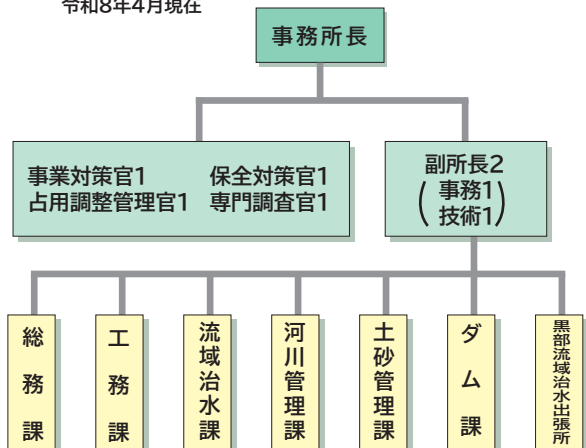 令和8年4月現在
事務所長
事業対策官1 保全対策官1
占用調整管理官1 専門調査官1
副所長2
(事務1
技術1)
総務課
工務課
流域治水課
河川管理課
土砂管理課
ダム課
黒部流域治水出張所